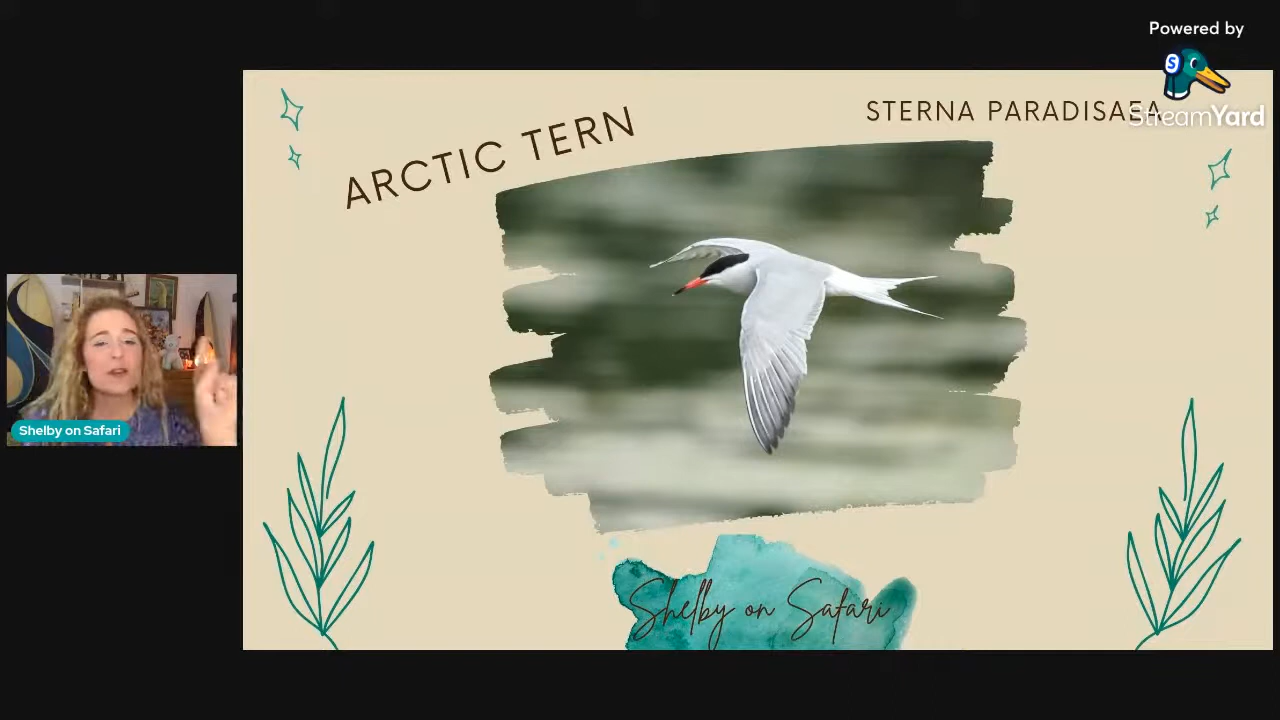 Powered by
StreamYard
ARCTIC TERN
STERNA PARADISAEA
Shelby on Safari
Shelby on Safari